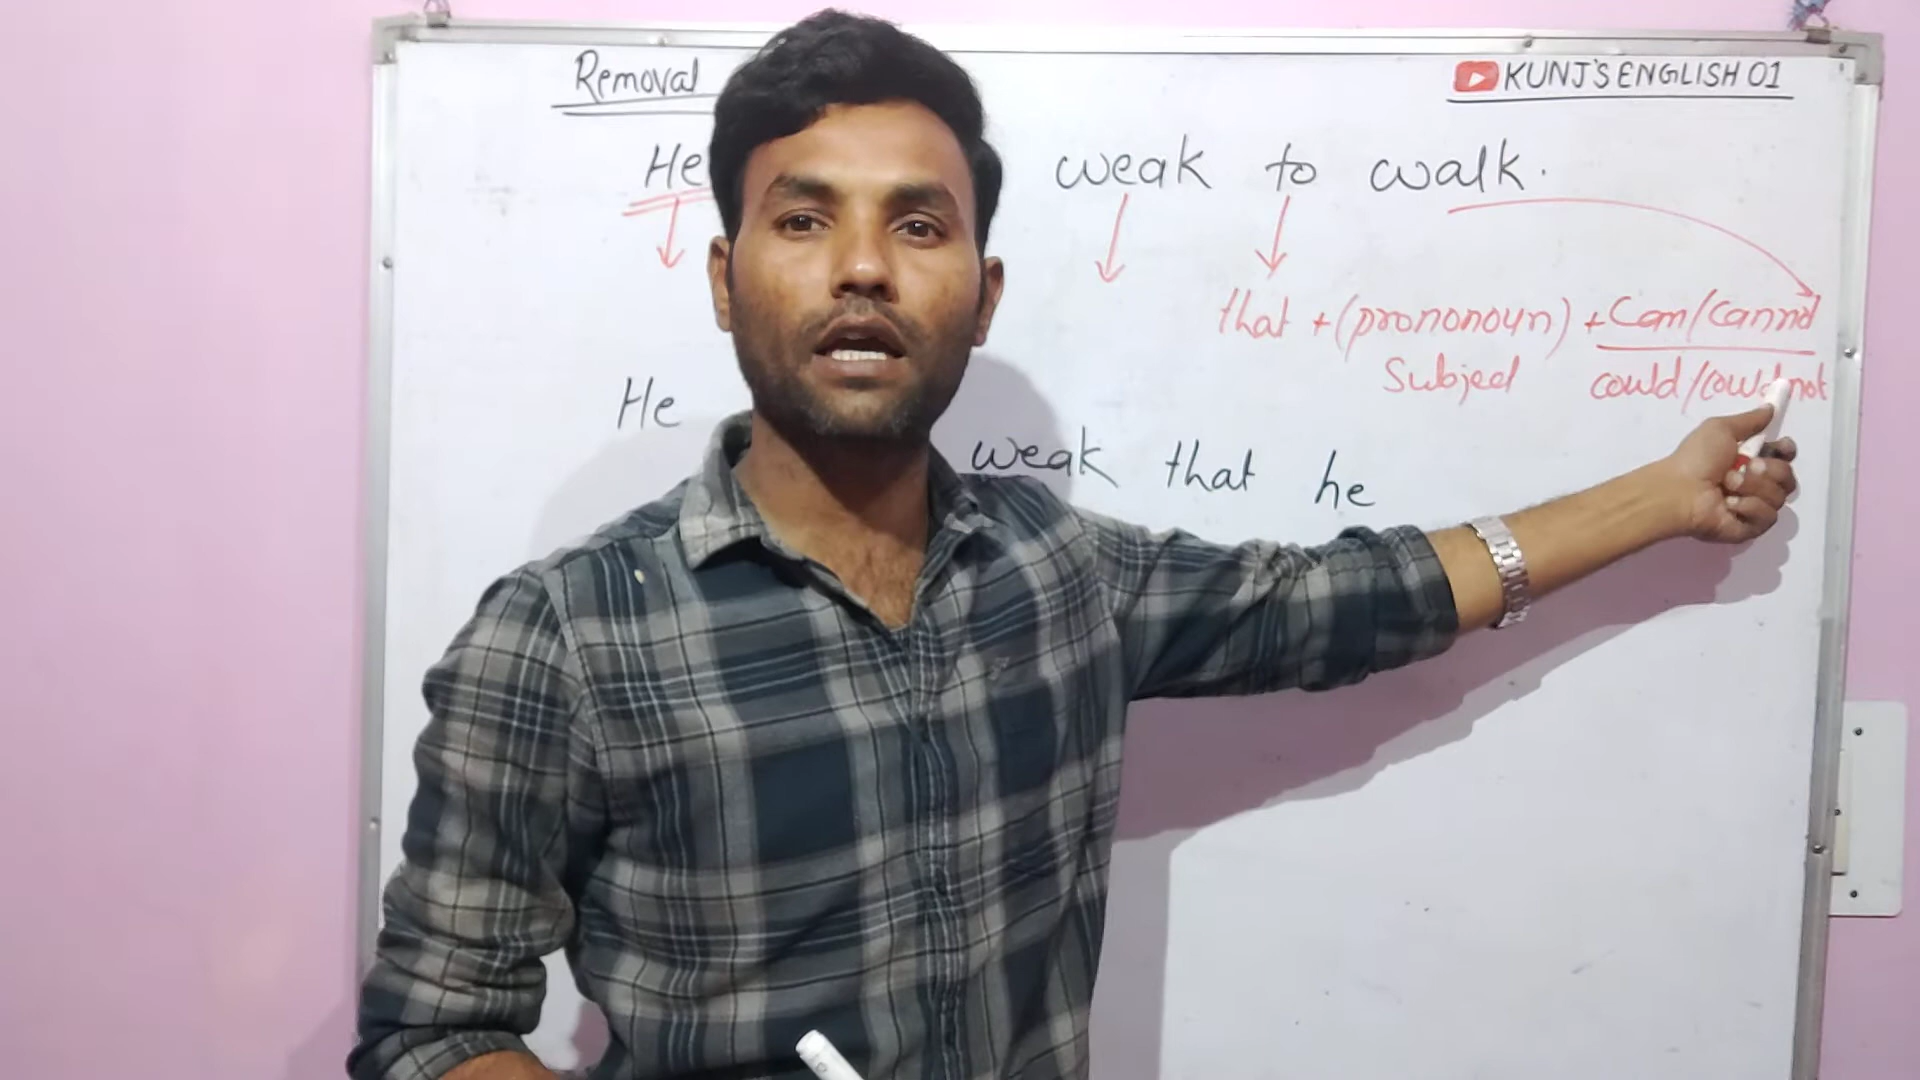 Removal
KUNJ'S ENGLISH 01
He weak to walk.
that + (prononoun) + Can/Cannot
Subject could/could not
He weak that he